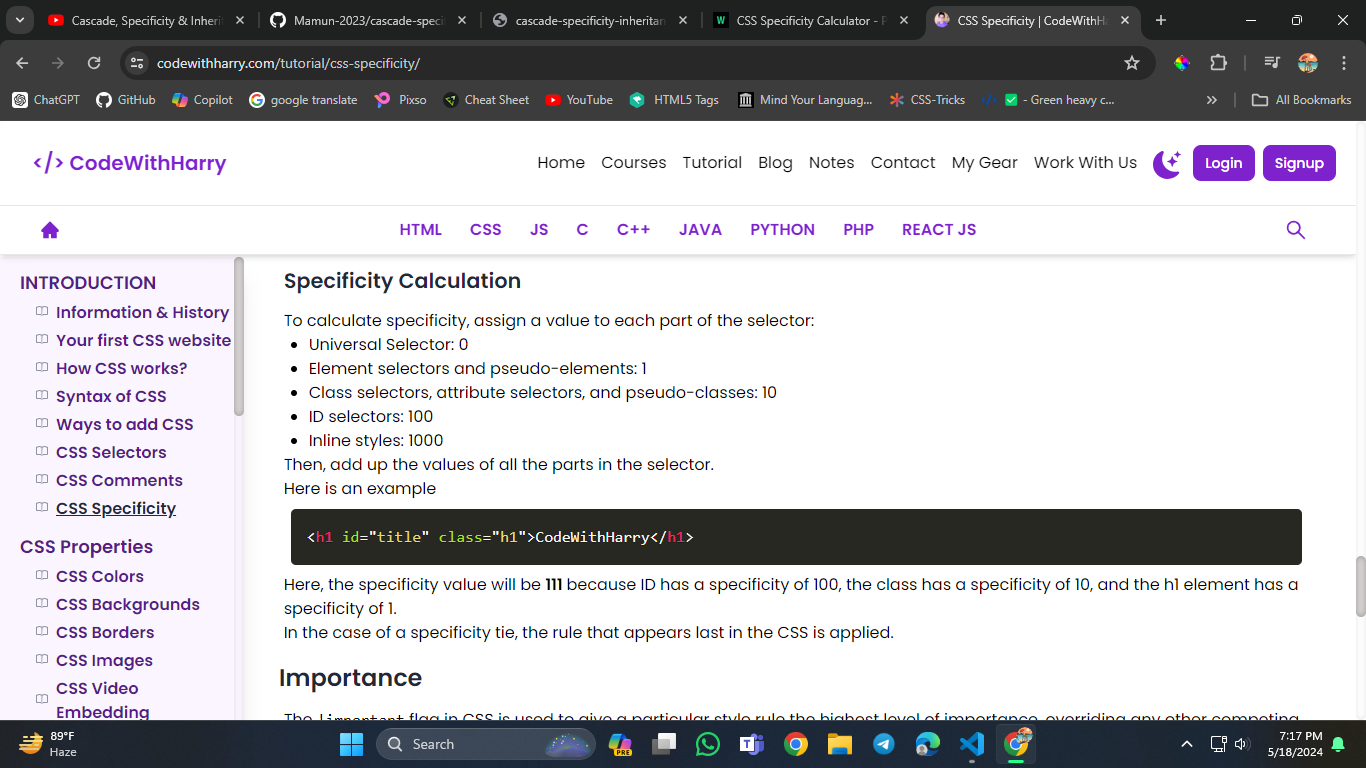 Cascade, Specificity & Inheri
Mamun-2023/cascade-speci
cascade-specificity-inheritan
CSS Specificity Calculator - P
CSS Specificity | CodeWithHa
codewithharry.com/tutorial/css-specificity/
ChatGPT
GitHub
Copilot
google translate
Pixso
Cheat Sheet
YouTube
HTML5 Tags
Mind Your Languag...
CSS-Tricks
- Green heavy c...
All Bookmarks
</> CodeWithHarry
Home Courses Tutorial Blog Notes Contact My Gear Work With Us Login Signup
HTML CSS JS C C++ JAVA PYTHON PHP REACT JS
INTRODUCTION
Information & History
Your first CSS website
How CSS works?
Syntax of CSS
Ways to add CSS
CSS Selectors
CSS Comments
CSS Specificity
CSS Properties
CSS Colors
CSS Backgrounds
CSS Borders
CSS Images
CSS Video
Embedding
Specificity Calculation
To calculate specificity, assign a value to each part of the selector:
Universal Selector: 0
Element selectors and pseudo-elements: 1
Class selectors, attribute selectors, and pseudo-classes: 10
ID selectors: 100
Inline styles: 1000
Then, add up the values of all the parts in the selector.
Here is an example
<h1 id="title" class="h1">CodeWithHarry</h1>
Here, the specificity value will be 111 because ID has a specificity of 100, the class has a specificity of 10, and the h1 element has a
specificity of 1.
In the case of a specificity tie, the rule that appears last in the CSS is applied.
Importance
The !important flag in CSS is used to give a particular style rule the highest level of importance, overriding any other competing
89°F
Haze
Search
PRE
7:17 PM
5/18/2024